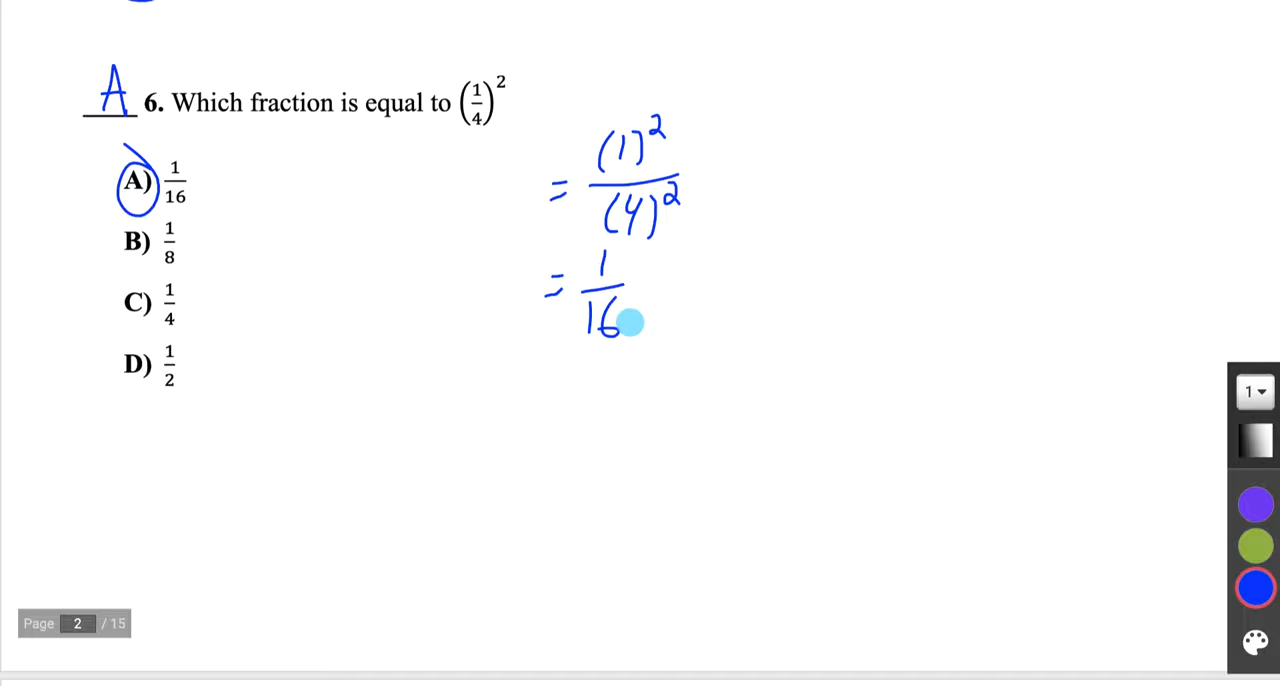 A 6. Which fraction is equal to (1/4)^2
A) 1/16
B) 1/8
C) 1/4
D) 1/2
= (1)^2/(4)^2
= 1/16
1
Page 2 / 15